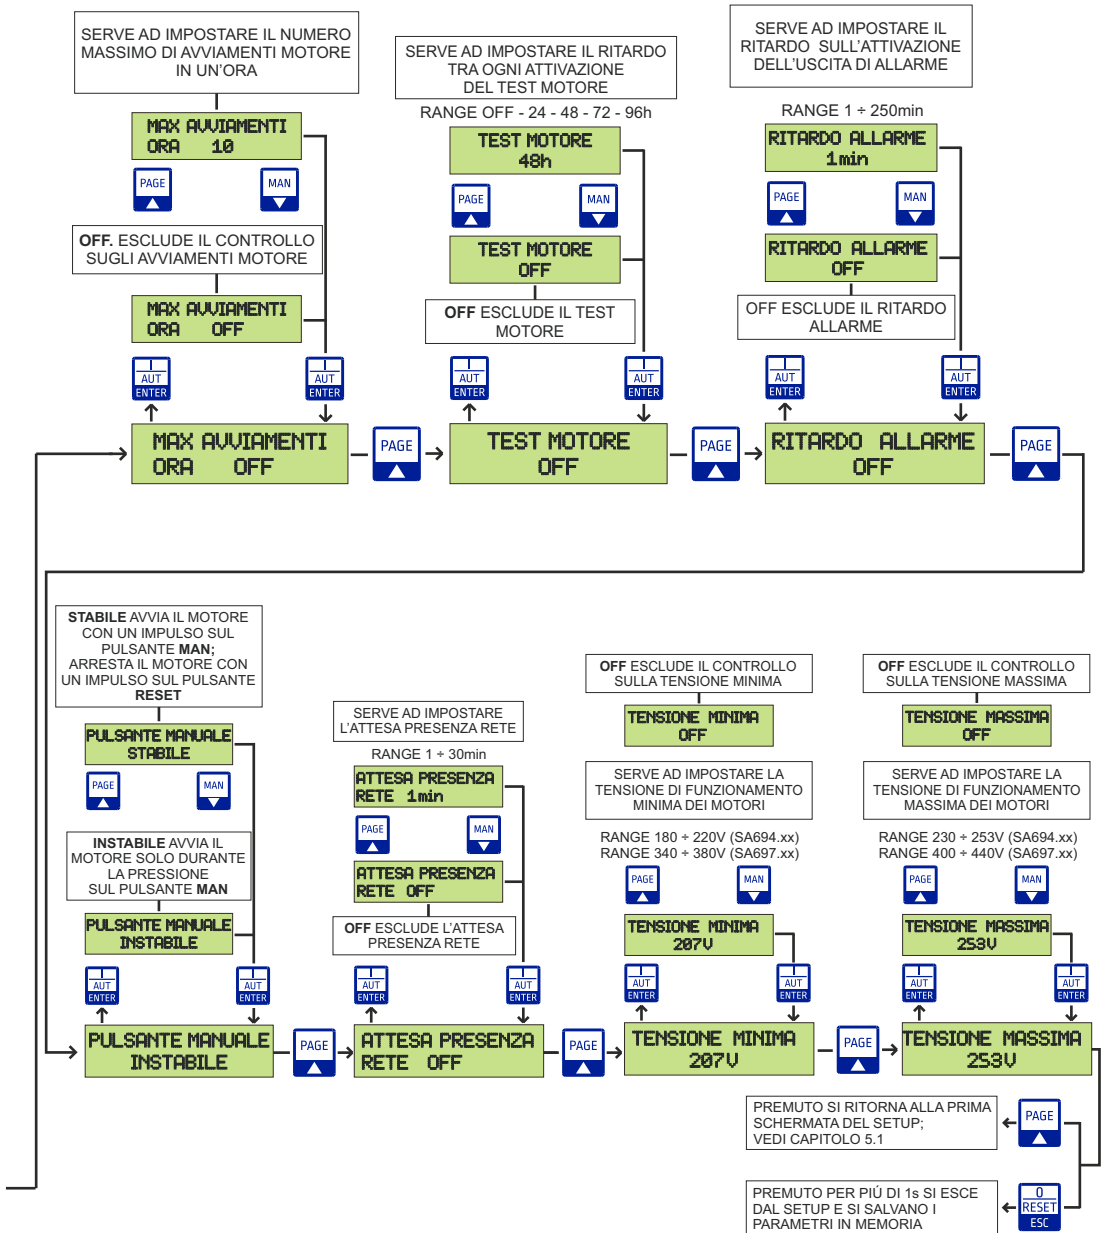 SERVE AD IMPOSTARE IL NUMERO
MASSIMO DI AVVIAMENTI MOTORE
IN UN'ORA
MAX AVVIAMENTI
ORA 10
PAGE
MAN
OFF. ESCLUDE IL CONTROLLO
SUGLI AVVIAMENTI MOTORE
MAX AVVIAMENTI
ORA OFF
AUT
ENTER
AUT
ENTER
MAX AVVIAMENTI
ORA OFF
PAGE
SERVE AD IMPOSTARE IL RITARDO
TRA OGNI ATTIVAZIONE
DEL TEST MOTORE
RANGE OFF - 24 - 48 - 72 - 96h
TEST MOTORE
48h
PAGE
MAN
TEST MOTORE
OFF
OFF ESCLUDE IL TEST
MOTORE
AUT
ENTER
AUT
ENTER
TEST MOTORE
OFF
PAGE
SERVE AD IMPOSTARE IL
RITARDO SULL'ATTIVAZIONE
DELL'USCITA DI ALLARME
RANGE 1 ÷ 250min
RITARDO ALLARME
1min
PAGE
MAN
RITARDO ALLARME
OFF
OFF ESCLUDE IL RITARDO
ALLARME
AUT
ENTER
AUT
ENTER
RITARDO ALLARME
OFF
PAGE
STABILE AVVIA IL MOTORE
CON UN IMPULSO SUL
PULSANTE MAN;
ARRESTA IL MOTORE CON
UN IMPULSO SUL PULSANTE
RESET
PULSANTE MANUALE
STABILE
PAGE
MAN
INSTABILE AVVIA IL
MOTORE SOLO DURANTE
LA PRESSIONE
SUL PULSANTE MAN
PULSANTE MANUALE
INSTABILE
AUT
ENTER
AUT
ENTER
PULSANTE MANUALE
INSTABILE
PAGE
SERVE AD IMPOSTARE
L'ATTESA PRESENZA RETE
RANGE 1 ÷ 30min
ATTESA PRESENZA
RETE 1min
PAGE
MAN
ATTESA PRESENZA
RETE OFF
OFF ESCLUDE L'ATTESA
PRESENZA RETE
AUT
ENTER
AUT
ENTER
ATTESA PRESENZA
RETE OFF
PAGE
OFF ESCLUDE IL CONTROLLO
SULLA TENSIONE MINIMA
TENSIONE MINIMA
OFF
SERVE AD IMPOSTARE LA
TENSIONE DI FUNZIONAMENTO
MINIMA DEI MOTORI
RANGE 180 ÷ 220V (SA694.xx)
RANGE 340 ÷ 380V (SA697.xx)
PAGE
MAN
TENSIONE MINIMA
207V
AUT
ENTER
AUT
ENTER
TENSIONE MINIMA
207V
PAGE
OFF ESCLUDE IL CONTROLLO
SULLA TENSIONE MASSIMA
TENSIONE MASSIMA
OFF
SERVE AD IMPOSTARE LA
TENSIONE DI FUNZIONAMENTO
MASSIMA DEI MOTORI
RANGE 230 ÷ 253V (SA694.xx)
RANGE 400 ÷ 440V (SA697.xx)
PAGE
MAN
TENSIONE MASSIMA
253V
AUT
ENTER
AUT
ENTER
TENSIONE MASSIMA
253V
PREMUTO SI RITORNA ALLA PRIMA
SCHERMATA DEL SETUP;
VEDI CAPITOLO 5.1
PAGE
PREMUTO PER PIÚ DI 1s SI ESCE
DAL SETUP E SI SALVANO I
PARAMETRI IN MEMORIA
0
RESET
ESC